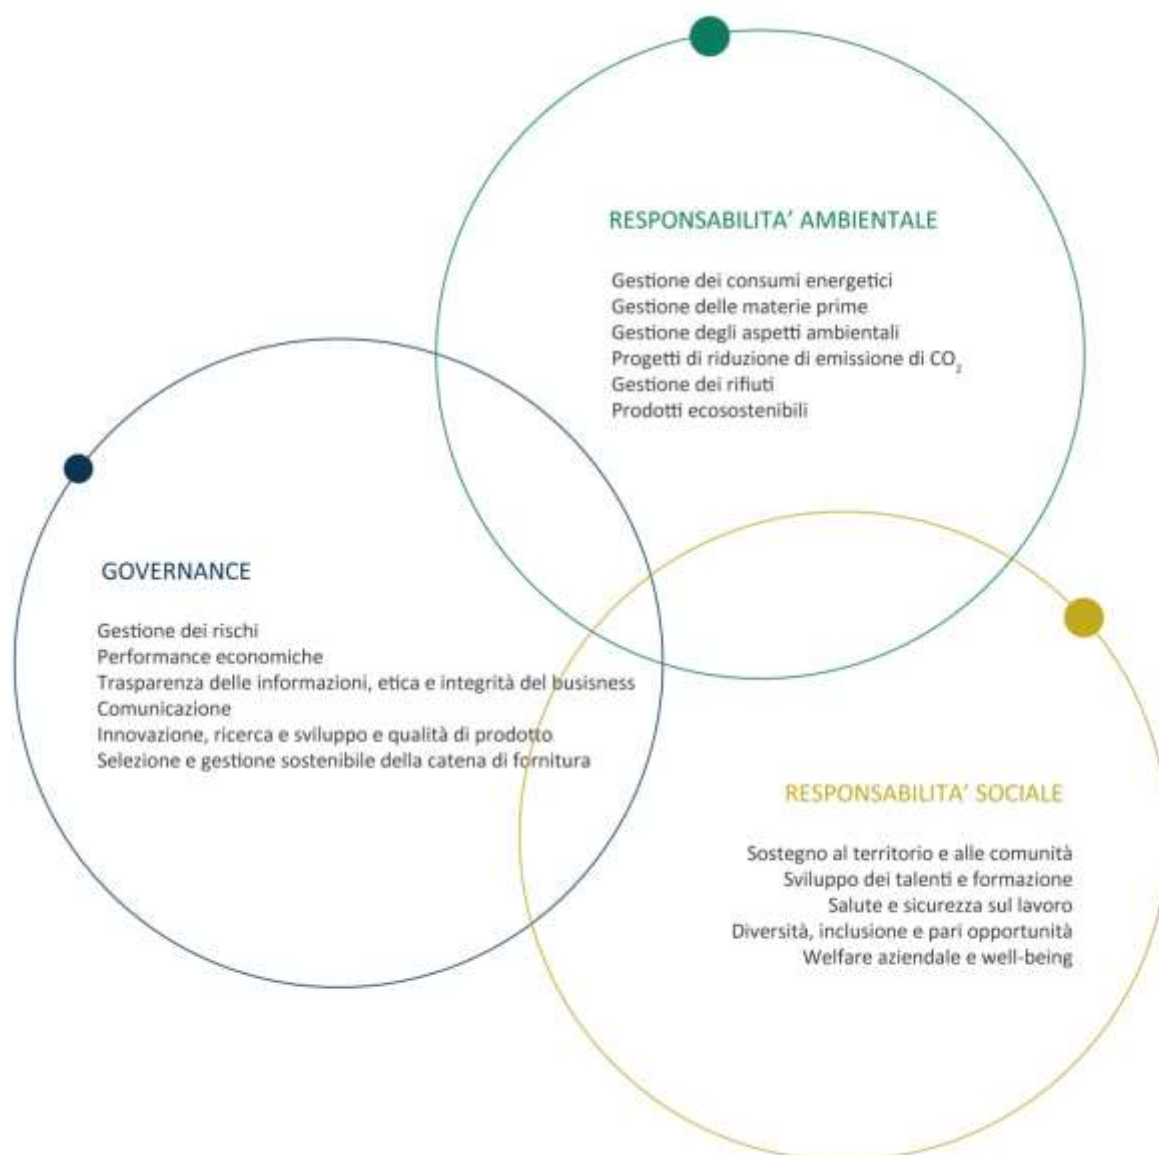 RESPONSABILITA' AMBIENTALE
Gestione dei consumi energetici
Gestione delle materie prime
Gestione degli aspetti ambientali
Progetti di riduzione di emissione di CO₂
Gestione dei rifiuti
Prodotti ecosostenibili
GOVERNANCE
Gestione dei rischi
Performance economiche
Trasparenza delle informazioni, etica e integrità del busisness
Comunicazione
Innovazione, ricerca e sviluppo e qualità di prodotto
Selezione e gestione sostenibile della catena di fornitura
RESPONSABILITA' SOCIALE
Sostegno al territorio e alle comunità
Sviluppo dei talenti e formazione
Salute e sicurezza sul lavoro
Diversità, inclusione e pari opportunità
Welfare aziendale e well-being